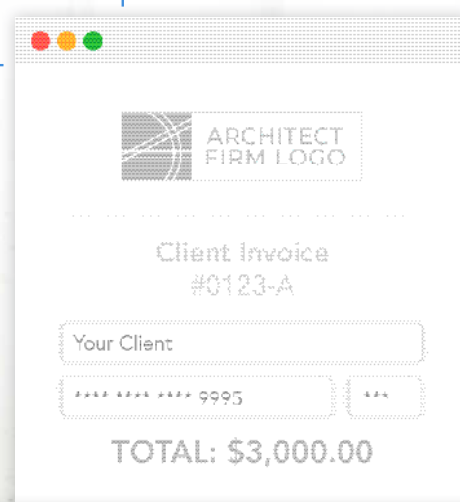 ARCHITECT
FIRM LOGO
Client Invoice
#0123-A
Your Client
**** **** **** 9995 ***
TOTAL: $3,000.00